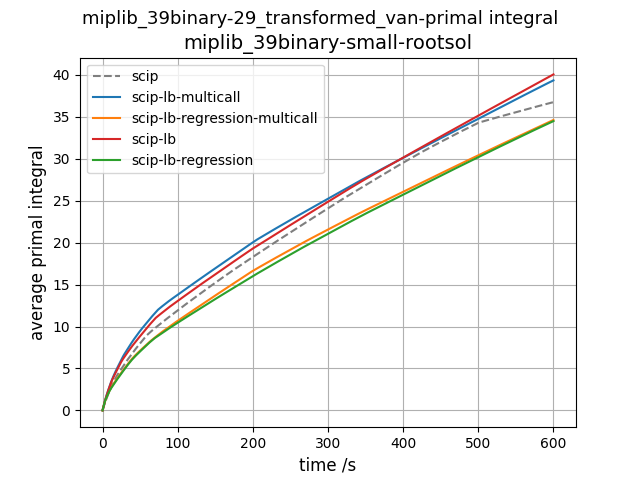 miplib_39binary-29_transformed_van-primal integral
miplib_39binary-small-rootsol
scip
scip-lb-multicall
scip-lb-regression-multicall
scip-lb
scip-lb-regression
average primal integral
40
35
30
25
20
15
10
5
0
0 100 200 300 400 500 600
time /s